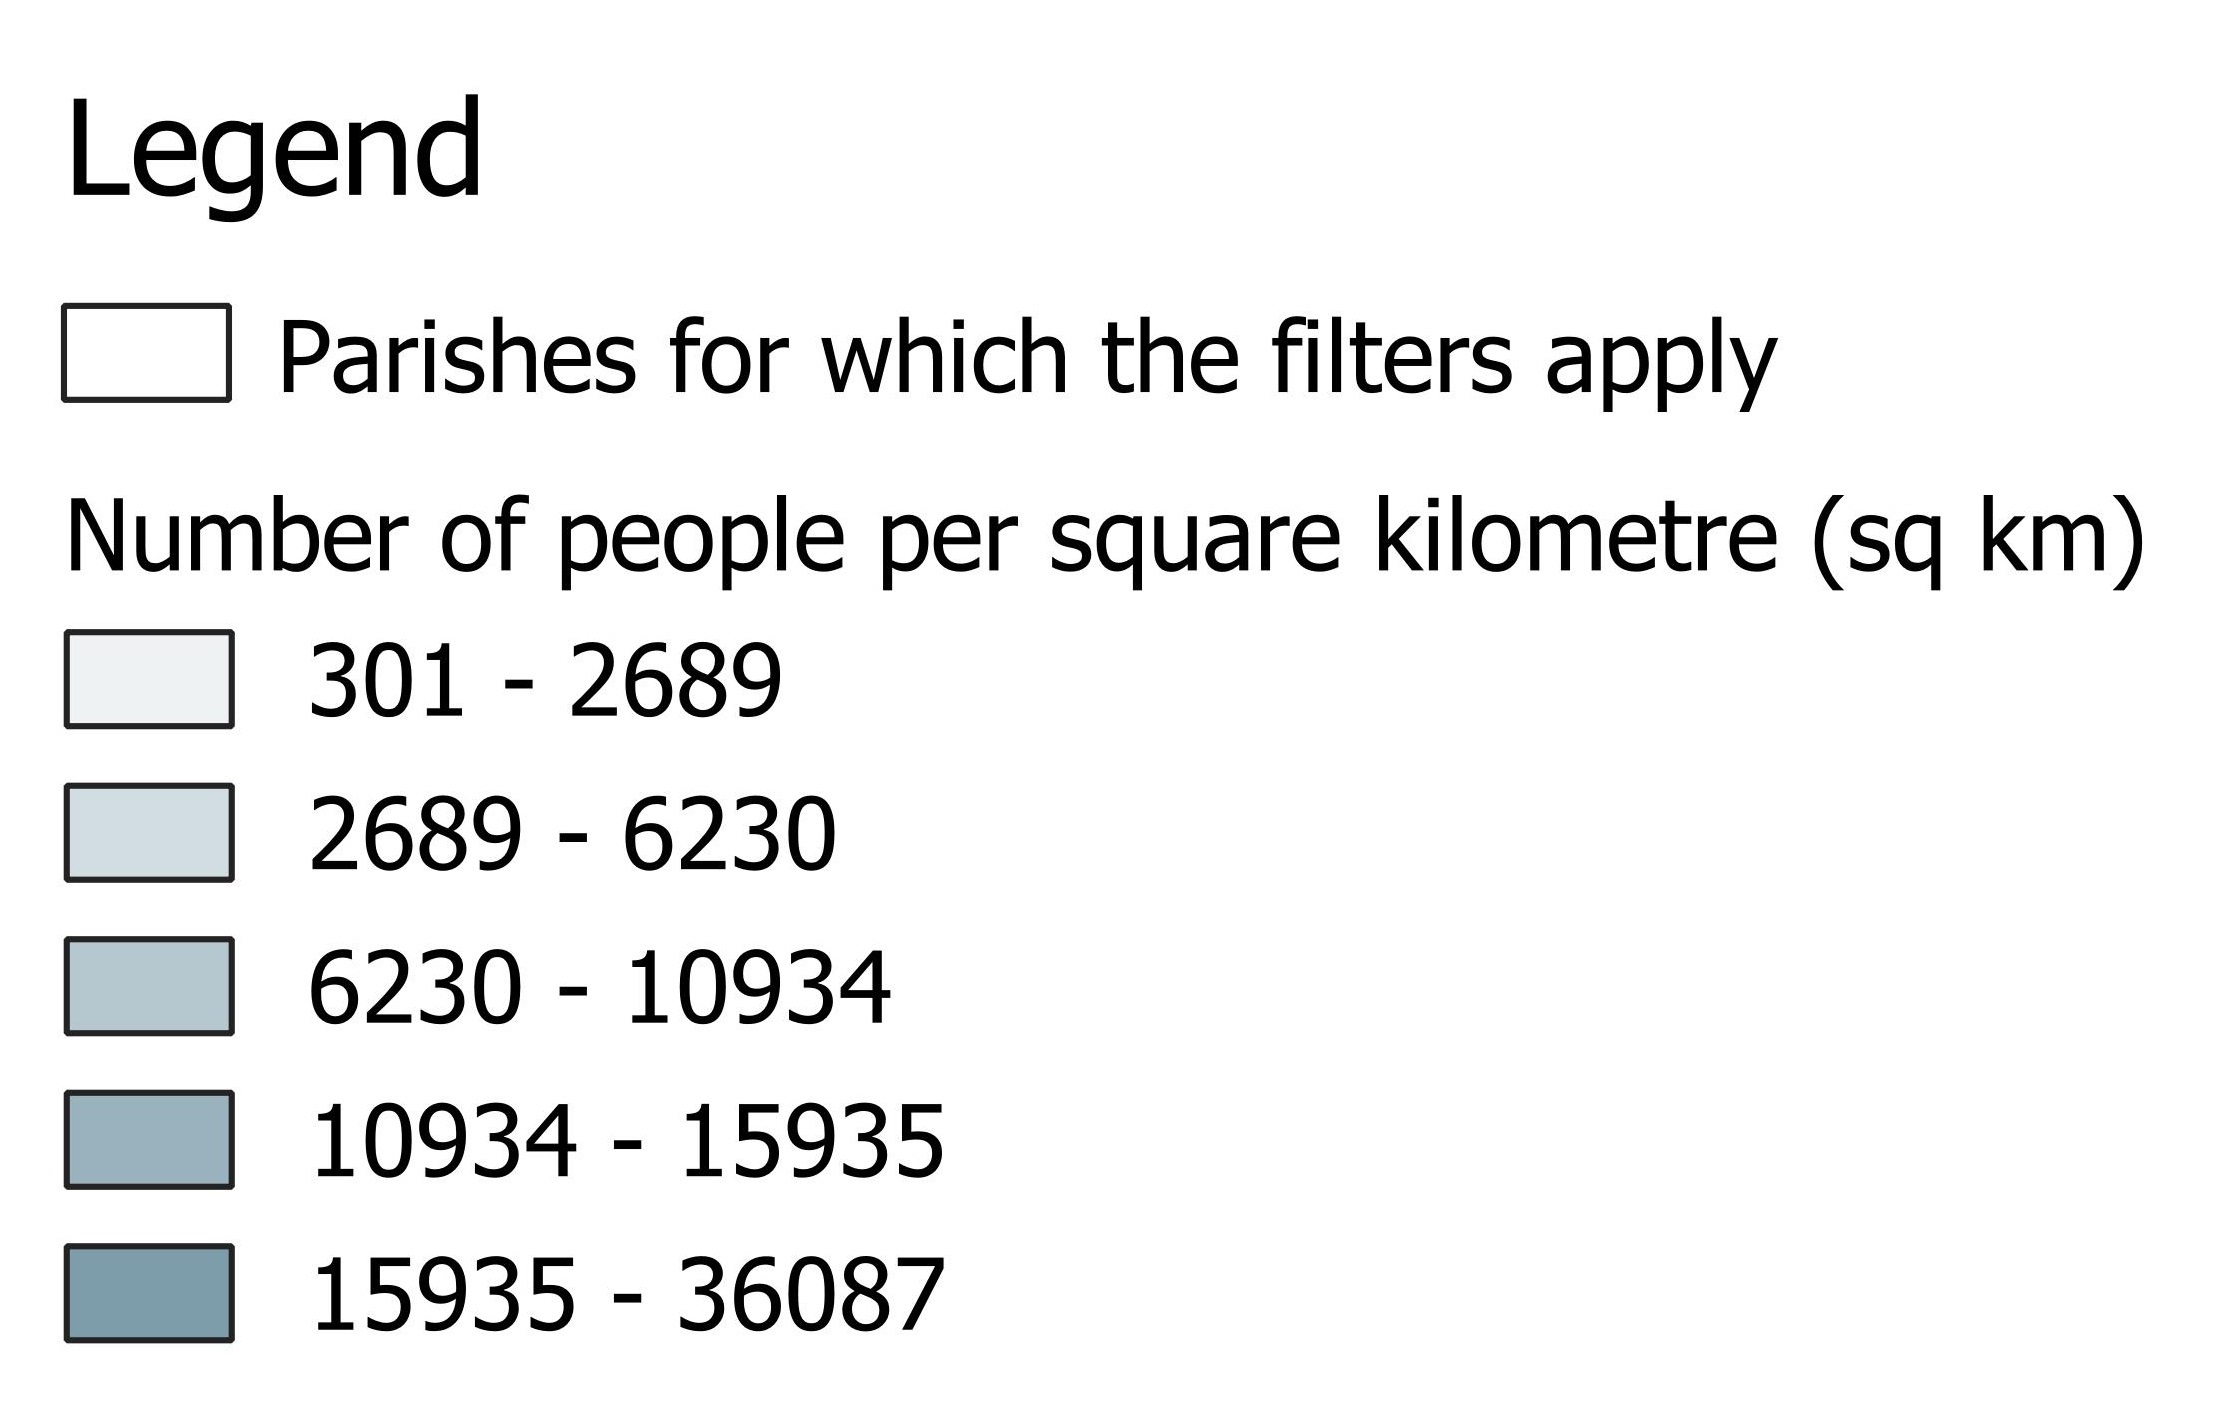 Legend
Parishes for which the filters apply
Number of people per square kilometre (sq km)
301 - 2689
2689 - 6230
6230 - 10934
10934 - 15935
15935 - 36087